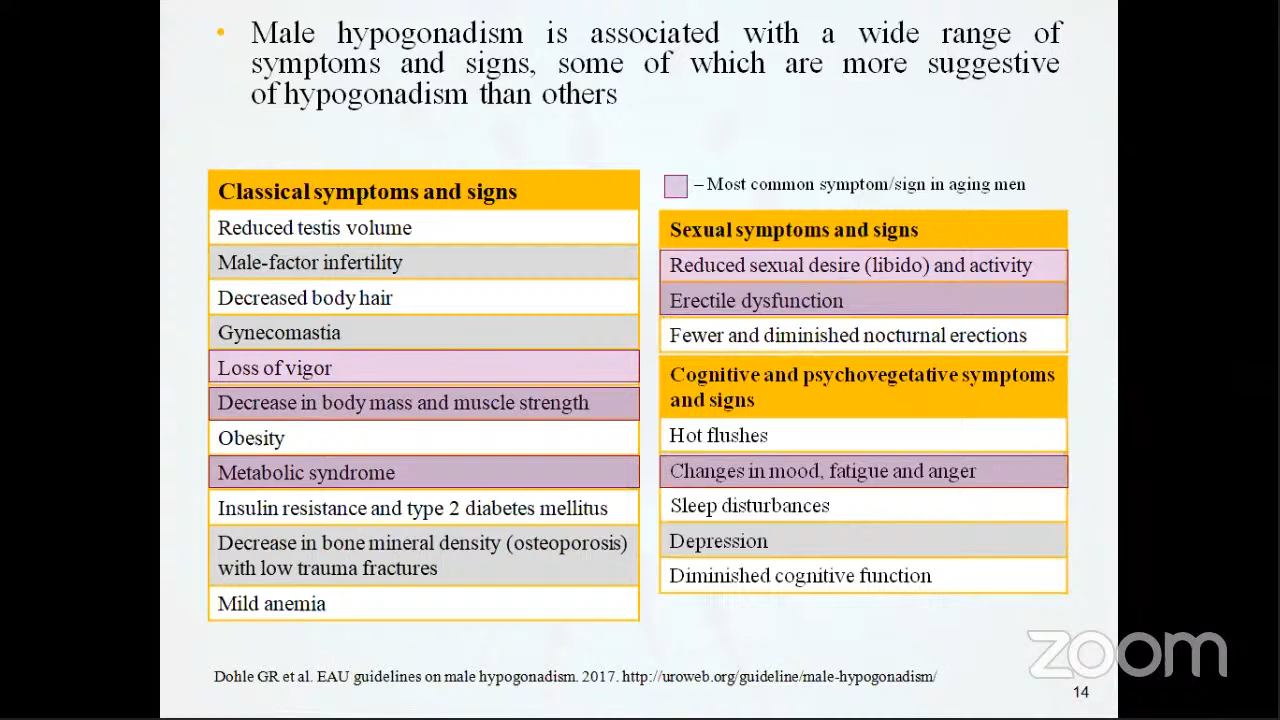 • Male hypogonadism is associated with a wide range of
symptoms and signs, some of which are more suggestive
of hypogonadism than others
Classical symptoms and signs
Reduced testis volume
Male-factor infertility
Decreased body hair
Gynecomastia
Loss of vigor
Decrease in body mass and muscle strength
Obesity
Metabolic syndrome
Insulin resistance and type 2 diabetes mellitus
Decrease in bone mineral density (osteoporosis)
with low trauma fractures
Mild anemia
– Most common symptom/sign in aging men
Sexual symptoms and signs
Reduced sexual desire (libido) and activity
Erectile dysfunction
Fewer and diminished nocturnal erections
Cognitive and psychovegetative symptoms
and signs
Hot flushes
Changes in mood, fatigue and anger
Sleep disturbances
Depression
Diminished cognitive function
Dohle GR et al. EAU guidelines on male hypogonadism. 2017. http://uroweb.org/guideline/male-hypogonadism/
zoom
14